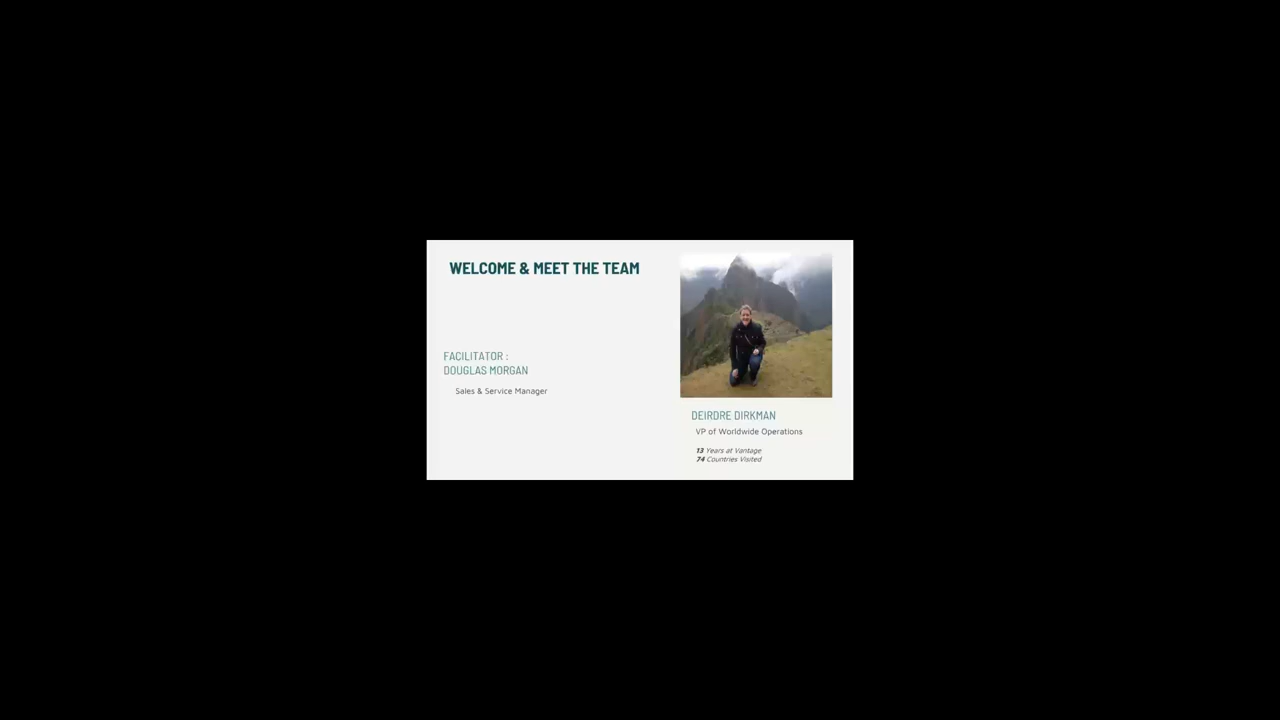 WELCOME & MEET THE TEAM
FACILITATOR :
DOUGLAS MORGAN
Sales & Service Manager
DEIRDRE DIRKMAN
VP of Worldwide Operations
13 Years at Vantage
74 Countries Visited